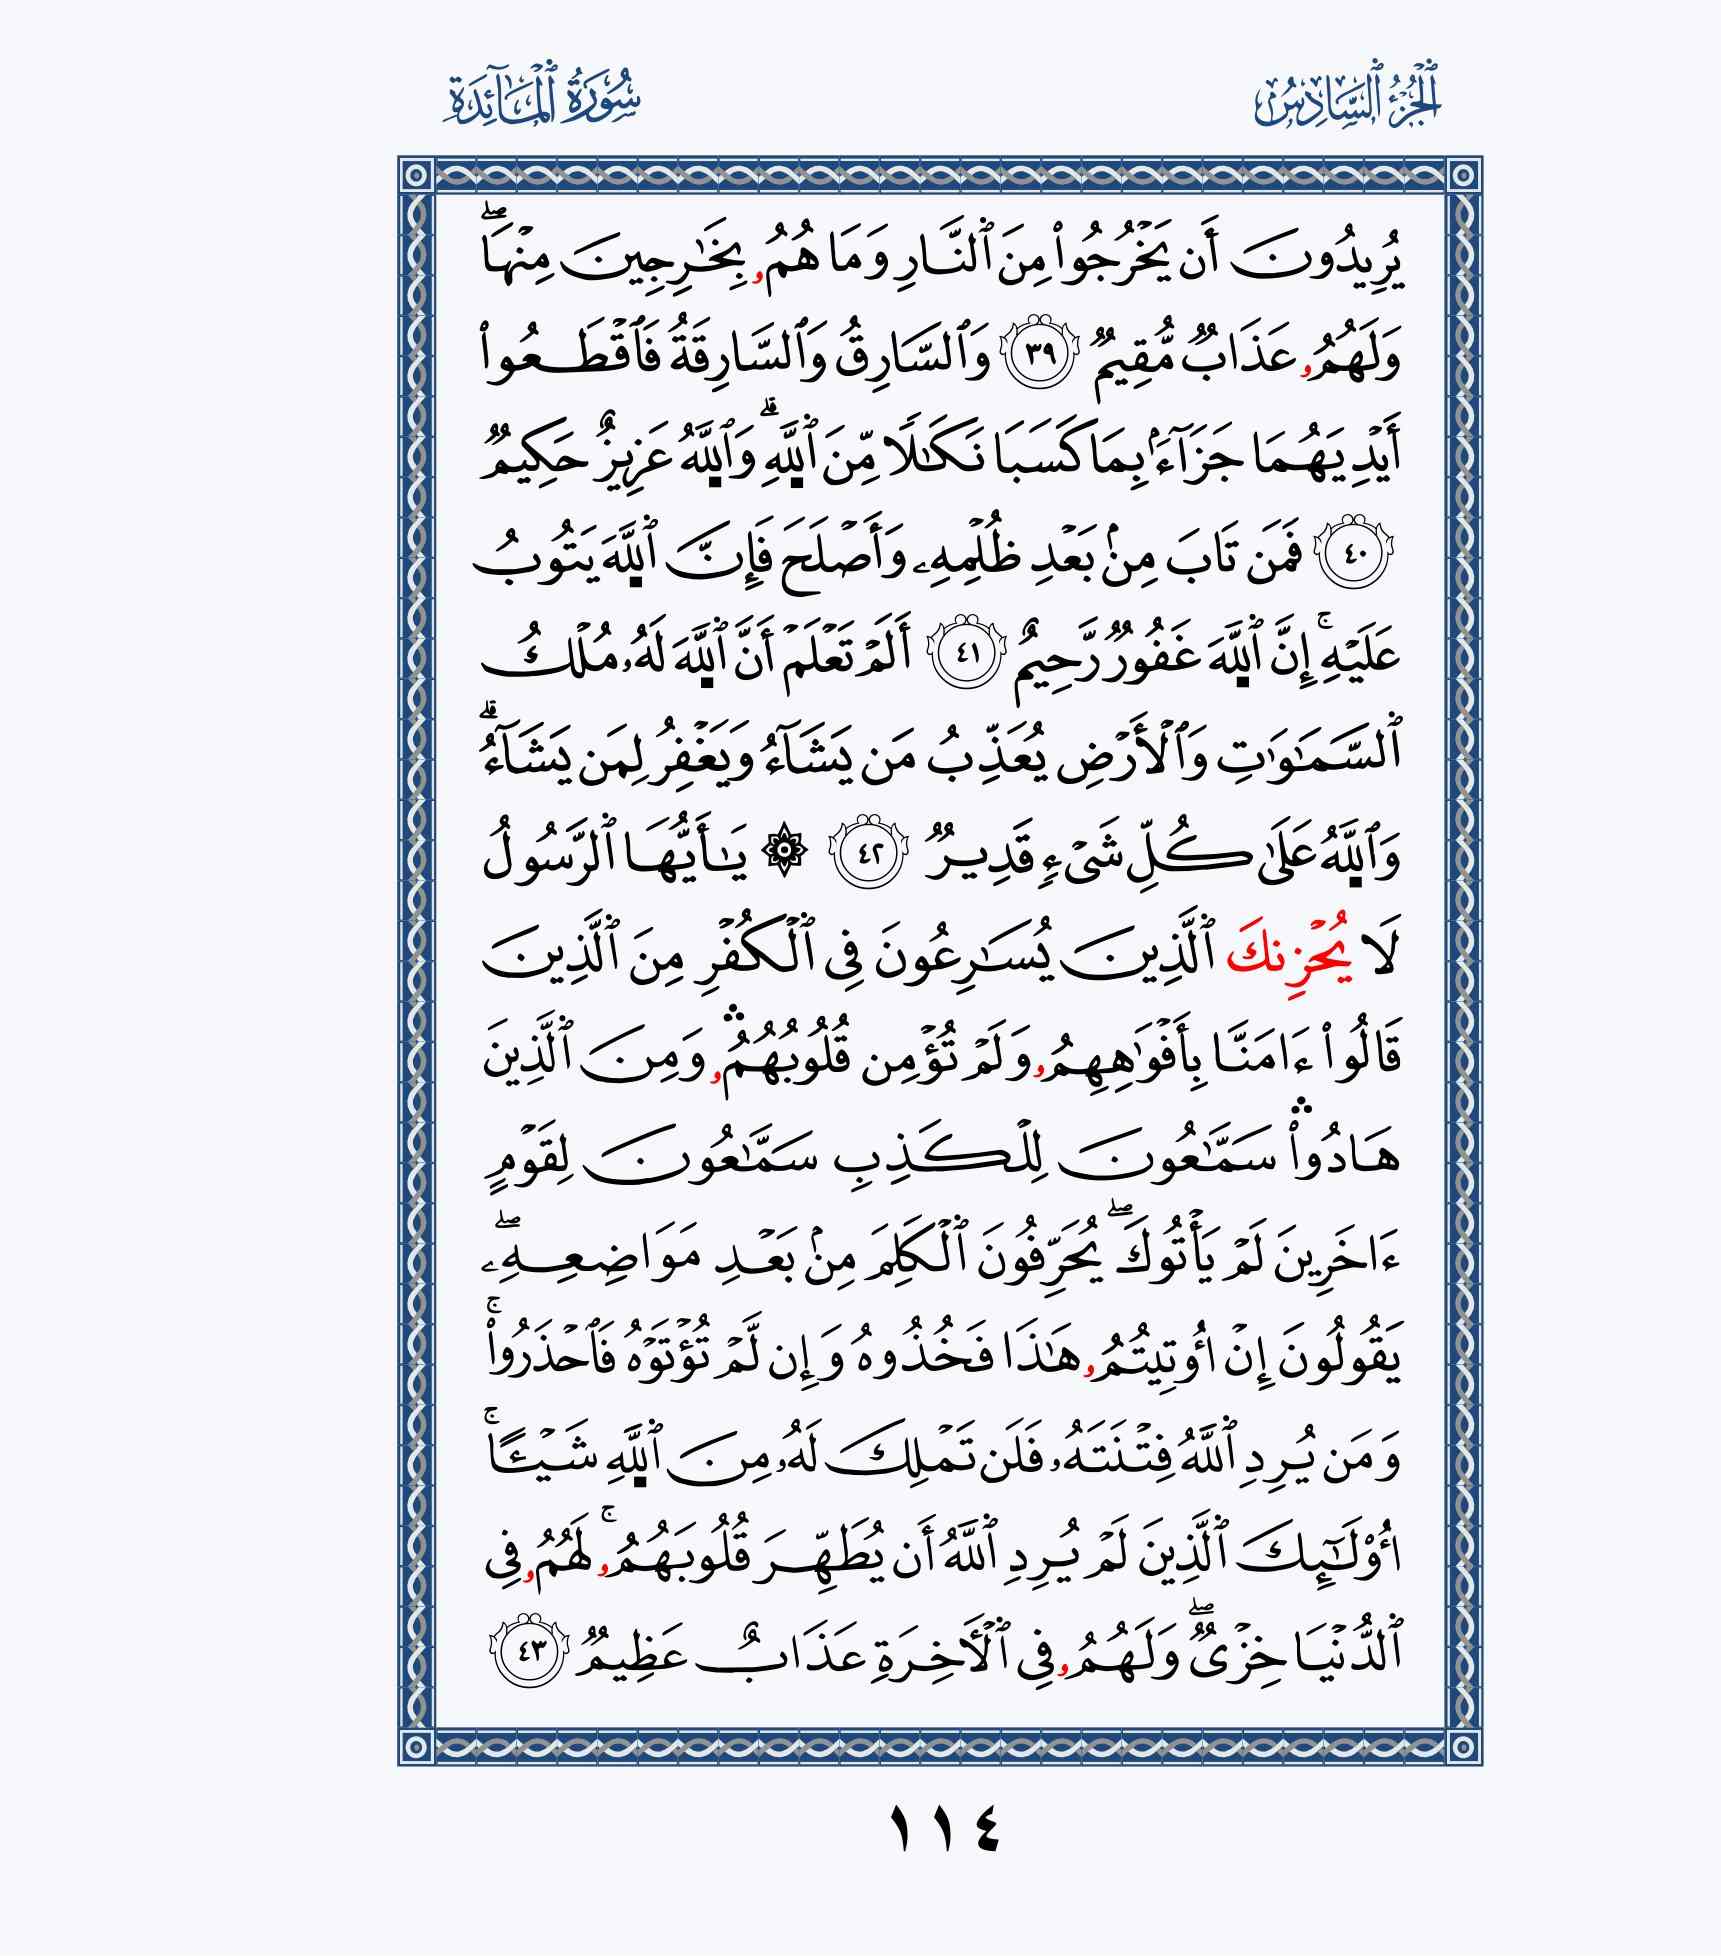 الجُزْءُ السَّادِسُ سُورَةُ الْمَائِدَةِ
يُرِيدُونَ أَن يَخْرُجُوا۟ مِنَ ٱلنَّارِ وَمَا هُمُۥ بِخَٰرِجِينَ مِنْهَاۖ
وَلَهُمُۥ عَذَابٌ مُّقِيمٌ ٣٩ وَٱلسَّارِقُ وَٱلسَّارِقَةُ فَٱقْطَعُوا۟
أَيْدِيَهُمَا جَزَآءَۢ بِمَا كَسَبَا نَكَٰلًا مِّنَ ٱللَّهِۗ وَٱللَّهُ عَزِيزٌ حَكِيمٌ
٤٠ فَمَن تَابَ مِنۢ بَعْدِ ظُلْمِهِۦ وَأَصْلَحَ فَإِنَّ ٱللَّهَ يَتُوبُ
عَلَيْهِۚ إِنَّ ٱللَّهَ غَفُورٌ رَّحِيمٌ ٤١ أَلَمْ تَعْلَمْ أَنَّ ٱللَّهَ لَهُۥ مُلْكُ
ٱلسَّمَٰوَٰتِ وَٱلْأَرْضِ يُعَذِّبُ مَن يَشَآءُ وَيَغْفِرُ لِمَن يَشَآءُۗ
وَٱللَّهُ عَلَىٰ كُلِّ شَىْءٍ قَدِيرٌ ٤٢ ۞ يَٰٓأَيُّهَا ٱلرَّسُولُ
لَا يُحْزِنكَ ٱلَّذِينَ يُسَٰرِعُونَ فِى ٱلْكُفْرِ مِنَ ٱلَّذِينَ
قَالُوٓا۟ ءَامَنَّا بِأَفْوَٰهِهِمُۥ وَلَمْ تُؤْمِن قُلُوبُهُمُۥۛ وَمِنَ ٱلَّذِينَ
هَادُوا۟ۛ سَمَّٰعُونَ لِلْكَذِبِ سَمَّٰعُونَ لِقَوْمٍ
ءَاخَرِينَ لَمْ يَأْتُوكَۖ يُحَرِّفُونَ ٱلْكَلِمَ مِنۢ بَعْدِ مَوَاضِعِهِۦۖ
يَقُولُونَ إِنْ أُوتِيتُمُۥ هَٰذَا فَخُذُوهُ وَإِن لَّمْ تُؤْتَوْهُ فَٱحْذَرُوا۟ۚ
وَمَن يُرِدِ ٱللَّهُ فِتْنَتَهُۥ فَلَن تَمْلِكَ لَهُۥ مِنَ ٱللَّهِ شَيْـًٔاۚ
أُو۟لَٰٓئِكَ ٱلَّذِينَ لَمْ يُرِدِ ٱللَّهُ أَن يُطَهِّرَ قُلُوبَهُمُۥۚ لَهُمُۥ فِى
ٱلدُّنْيَا خِزْىٌۖ وَلَهُمُۥ فِى ٱلْأَخِرَةِ عَذَابٌ عَظِيمٌ ٤٣
١١٤